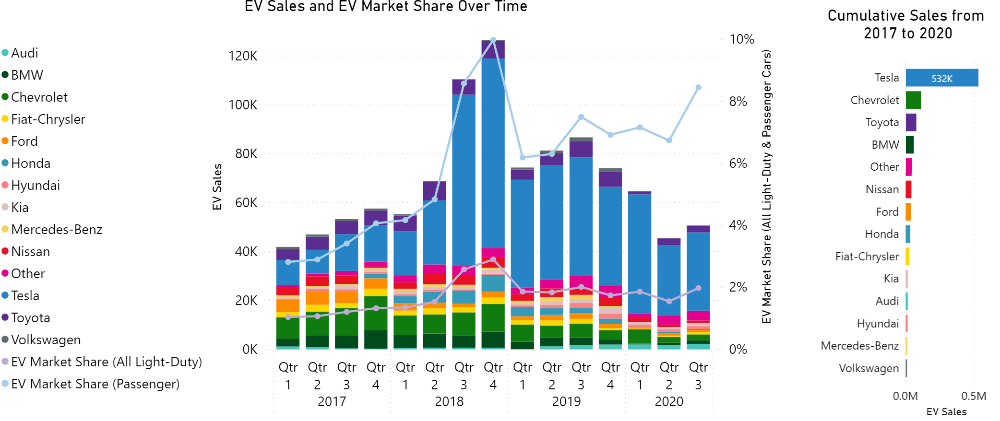 EV Sales and EV Market Share Over Time
Audi
BMW
Chevrolet
Fiat-Chrysler
Ford
Honda
Hyundai
Kia
Mercedes-Benz
Nissan
Other
Tesla
Toyota
Volkswagen
EV Market Share (All Light-Duty)
EV Market Share (Passenger)
EV Sales
120K
100K
80K
60K
40K
20K
0K
10%
8%
6%
4%
2%
0%
EV Market Share (All Light-Duty & Passenger Cars)
Qtr 1
Qtr 2
Qtr 3
Qtr 4
Qtr 1
Qtr 2
Qtr 3
Qtr 4
Qtr 1
Qtr 2
Qtr 3
Qtr 4
Qtr 1
Qtr 2
Qtr 3
2017
2018
2019
2020
Cumulative Sales from
2017 to 2020
Tesla
532K
Chevrolet
Toyota
BMW
Other
Nissan
Ford
Honda
Fiat-Chrysler
Kia
Audi
Hyundai
Mercedes-Benz
Volkswagen
0.0M
0.5M
EV Sales